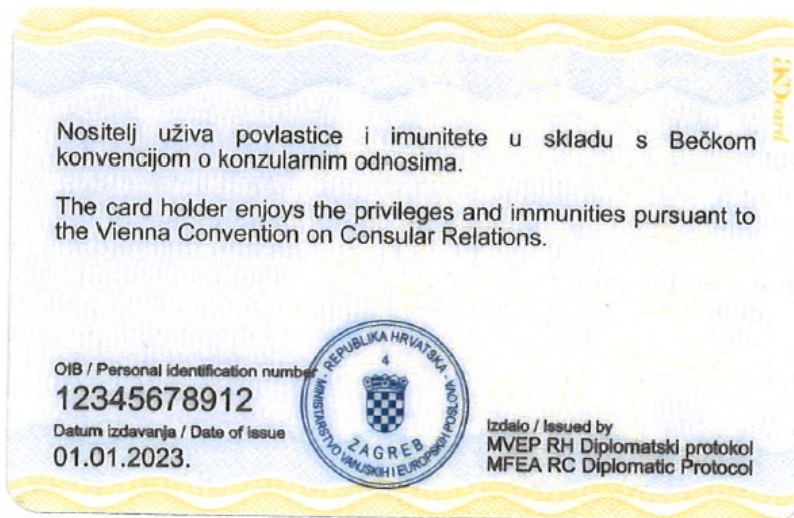 ISOcard
Nositelj uživa povlastice i imunitete u skladu s Bečkom
konvencijom o konzularnim odnosima.
The card holder enjoys the privileges and immunities pursuant to
the Vienna Convention on Consular Relations.
OIB / Personal identification number
12345678912
Datum izdavanja / Date of issue
01.01.2023.
REPUBLIKA HRVATSKA
4
MINISTARSTVO VANJSKIH I EUROPSKIH POSLOVA
ZAGREB
Izdalo / Issued by
MVEP RH Diplomatski protokol
MFEA RC Diplomatic Protocol